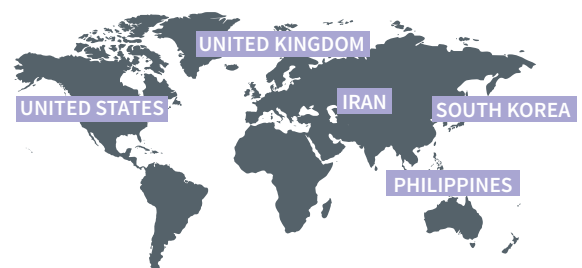 UNITED KINGDOM
UNITED STATES
IRAN
SOUTH KOREA
PHILIPPINES